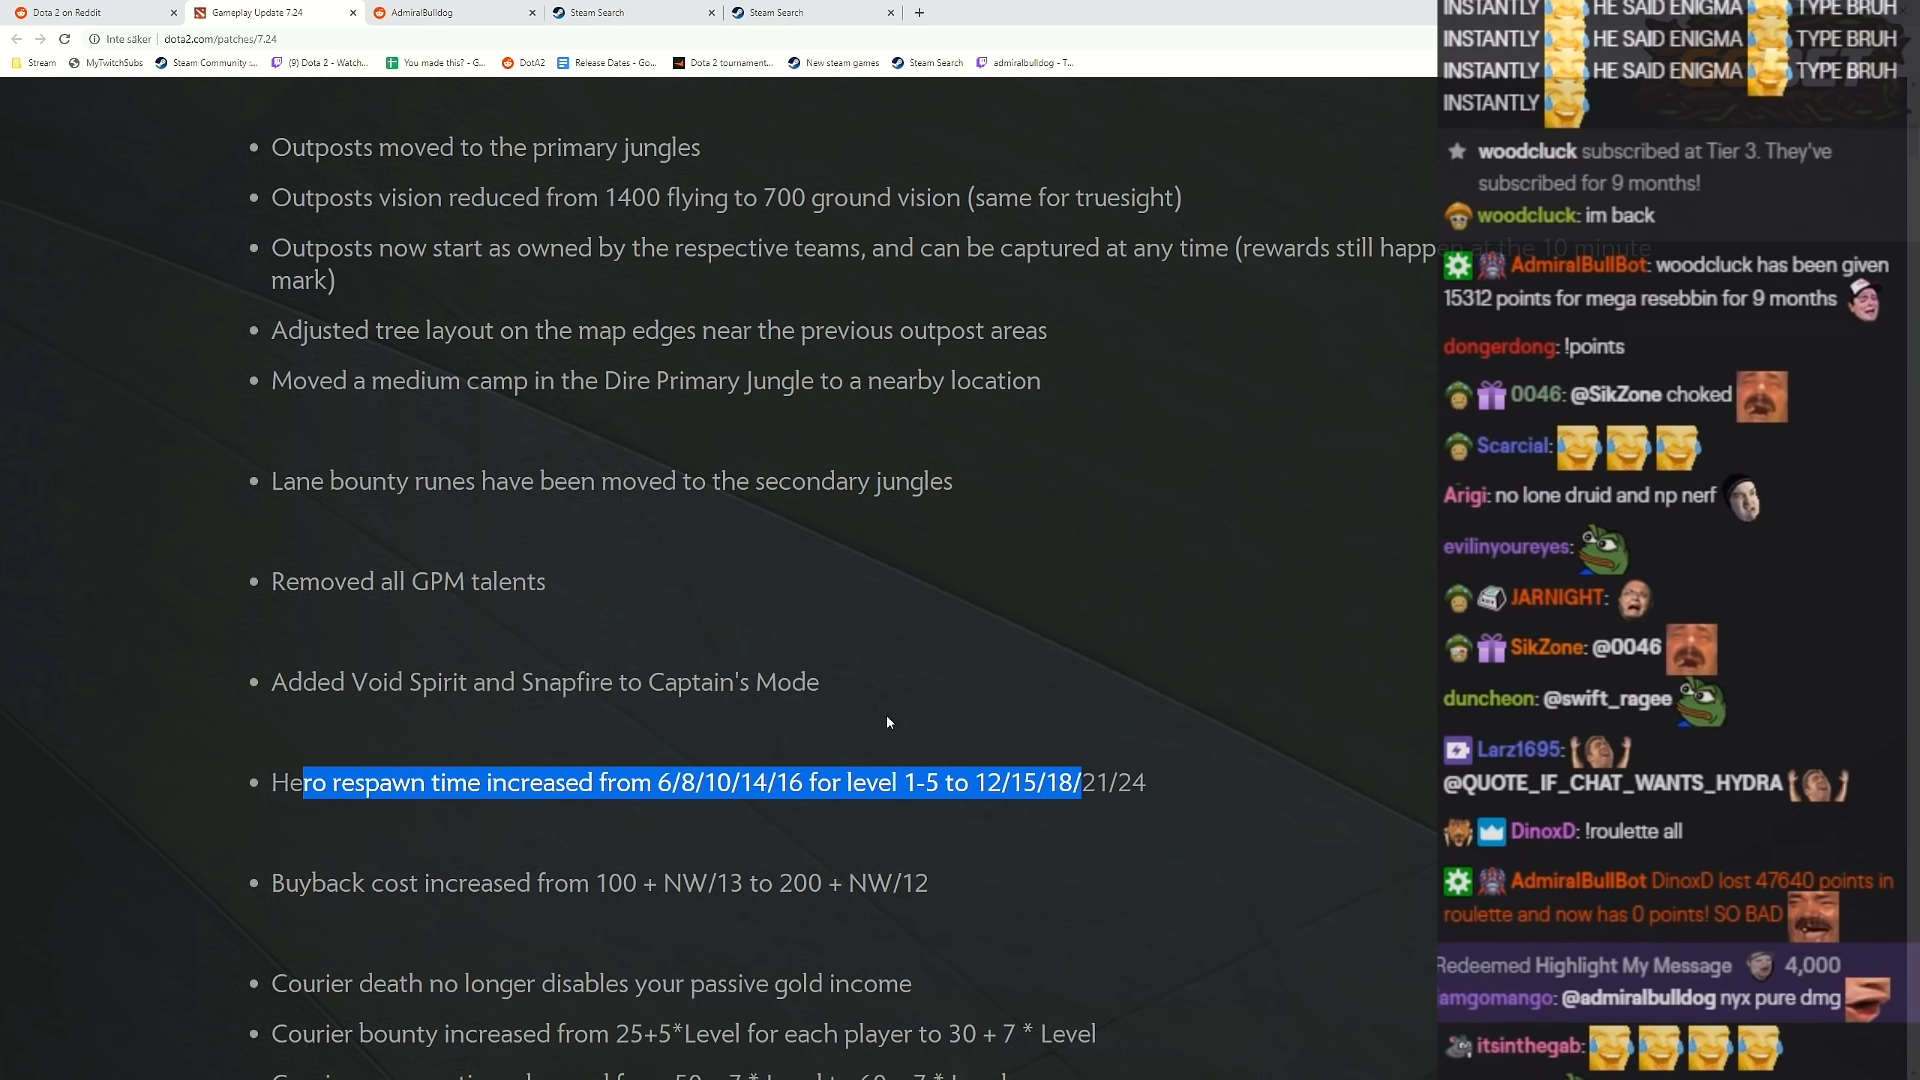 Dota 2 on Reddit
Gameplay Update 7.24
AdmiralBulldog
Steam Search
Steam Search
Inte säker | dota2.com/patches/7.24
Stream
MyTwitchSubs
Steam Community :...
(9) Dota 2 - Watch...
You made this? - G...
DotA2
Release Dates - Go...
Dota 2 tournament...
New steam games
Steam Search
admiralbulldog - T...
• Outposts moved to the primary jungles
• Outposts vision reduced from 1400 flying to 700 ground vision (same for truesight)
• Outposts now start as owned by the respective teams, and can be captured at any time (rewards still happen at the 10 minute
mark)
• Adjusted tree layout on the map edges near the previous outpost areas
• Moved a medium camp in the Dire Primary Jungle to a nearby location
• Lane bounty runes have been moved to the secondary jungles
• Removed all GPM talents
• Added Void Spirit and Snapfire to Captain's Mode
• Hero respawn time increased from 6/8/10/14/16 for level 1-5 to 12/15/18/21/24
• Buyback cost increased from 100 + NW/13 to 200 + NW/12
• Courier death no longer disables your passive gold income
• Courier bounty increased from 25+5*Level for each player to 30 + 7 * Level
INSTANTLY HE SAID ENIGMA TYPE BRUH
INSTANTLY HE SAID ENIGMA TYPE BRUH
INSTANTLY HE SAID ENIGMA TYPE BRUH
INSTANTLY
woodcluck subscribed at Tier 3. They've
subscribed for 9 months!
woodcluck: im back
AdmiralBullBot: woodcluck has been given
15312 points for mega resebbin for 9 months
dongerdong: !points
0046: @SikZone choked
Scarcial:
Arigi: no lone druid and np nerf
evilinyoureyes:
JARNIGHT:
SikZone: @0046
duncheon: @swift_ragee
Larz1695:
@QUOTE_IF_CHAT_WANTS_HYDRA
DinoxD: !roulette all
AdmiralBullBot DinoxD lost 47640 points in
roulette and now has 0 points! SO BAD
Redeemed Highlight My Message 4,000
amgomango: @admiralbulldog nyx pure dmg
itsinthegab: